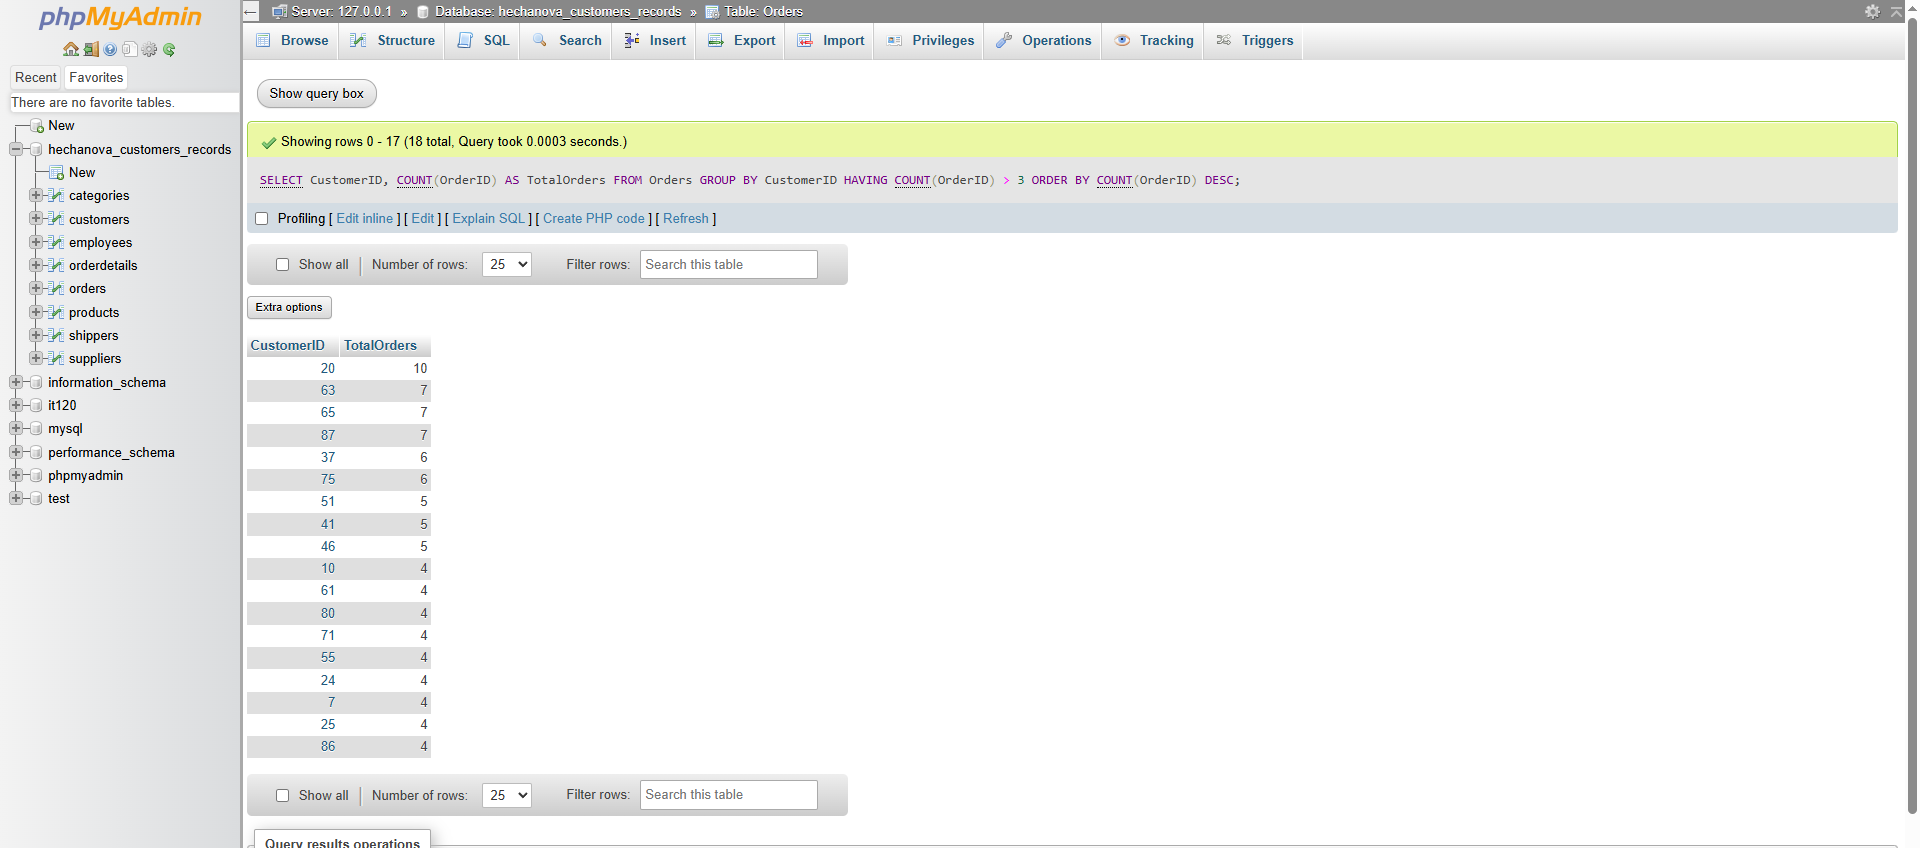 phpMyAdmin
Recent Favorites
There are no favorite tables.
New
hechanova_customers_records
New
categories
customers
employees
orderdetails
orders
products
shippers
suppliers
information_schema
it120
mysql
performance_schema
phpmyadmin
test
← Server: 127.0.0.1 » Database: hechanova_customers_records » Table: Orders
Browse Structure SQL Search Insert Export Import Privileges Operations Tracking Triggers
Show query box
Showing rows 0 - 17 (18 total, Query took 0.0003 seconds.)
SELECT CustomerID, COUNT(OrderID) AS TotalOrders FROM Orders GROUP BY CustomerID HAVING COUNT(OrderID) > 3 ORDER BY COUNT(OrderID) DESC;
Profiling [ Edit inline ] [ Edit ] [ Explain SQL ] [ Create PHP code ] [ Refresh ]
Show all | Number of rows: 25 Filter rows: Search this table
Extra options
CustomerID TotalOrders
20 10
63 7
65 7
87 7
37 6
75 6
51 5
41 5
46 5
10 4
61 4
80 4
71 4
55 4
24 4
7 4
25 4
86 4
Show all | Number of rows: 25 Filter rows: Search this table
Query results operations